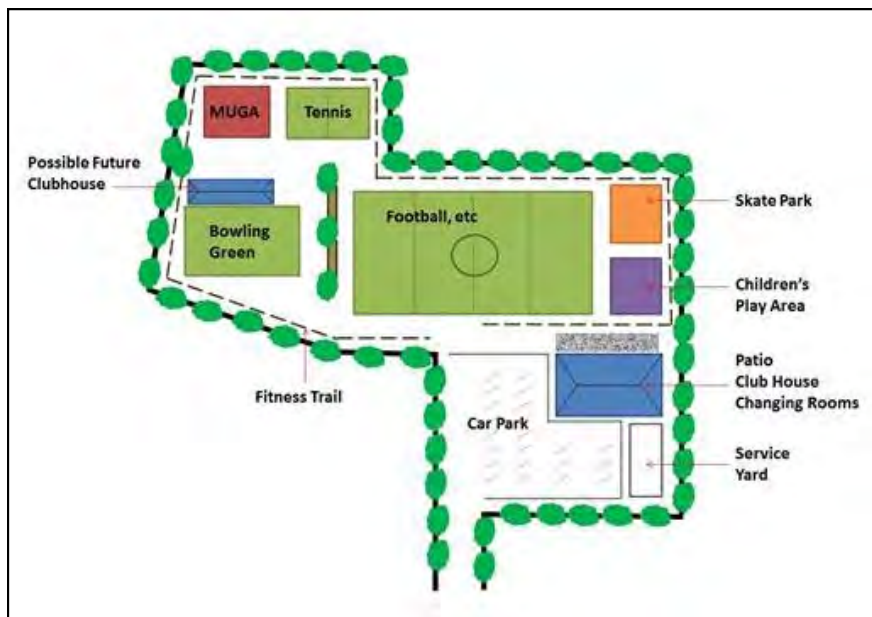 MUGA
Tennis
Possible Future
Clubhouse
Bowling
Green
Football, etc
Skate Park
Children's
Play Area
Fitness Trail
Patio
Club House
Changing Rooms
Car Park
Service
Yard